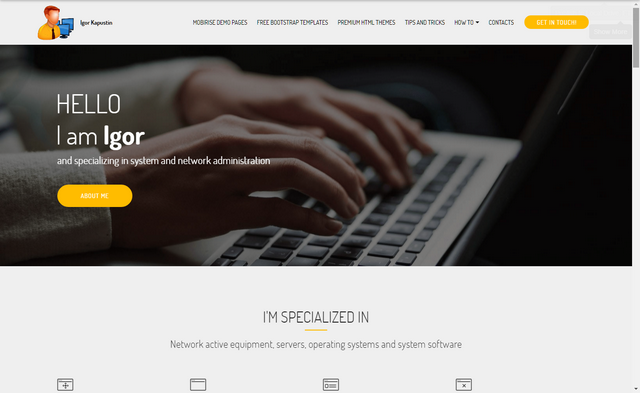 Igor Kapustin
MOBIRISE DEMO PAGES
FREE BOOTSTRAP TEMPLATES
PREMIUM HTML THEMES
TIPS AND TRICKS
HOW TO
CONTACTS
GET IN TOUCH!
HELLO
I am Igor
and specializing in system and network administration
ABOUT ME
I'M SPECIALIZED IN
Network active equipment, servers, operating systems and system software